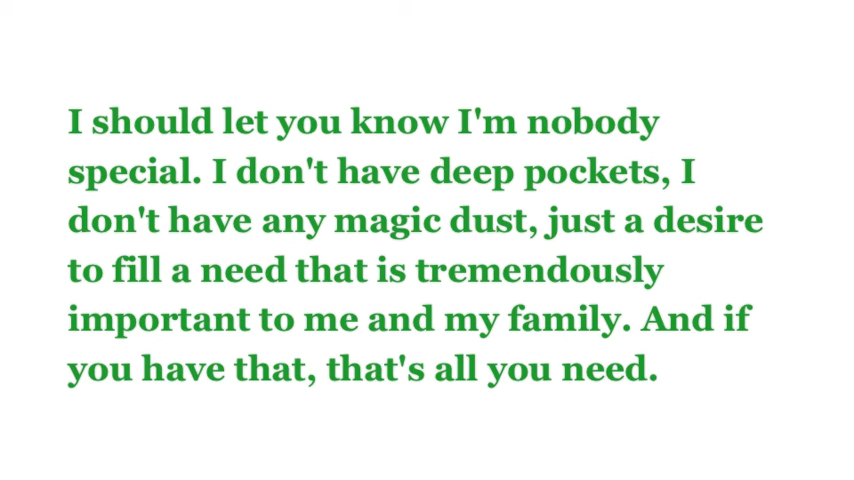 I should let you know I'm nobody
special. I don't have deep pockets, I
don't have any magic dust, just a desire
to fill a need that is tremendously
important to me and my family. And if
you have that, that's all you need.